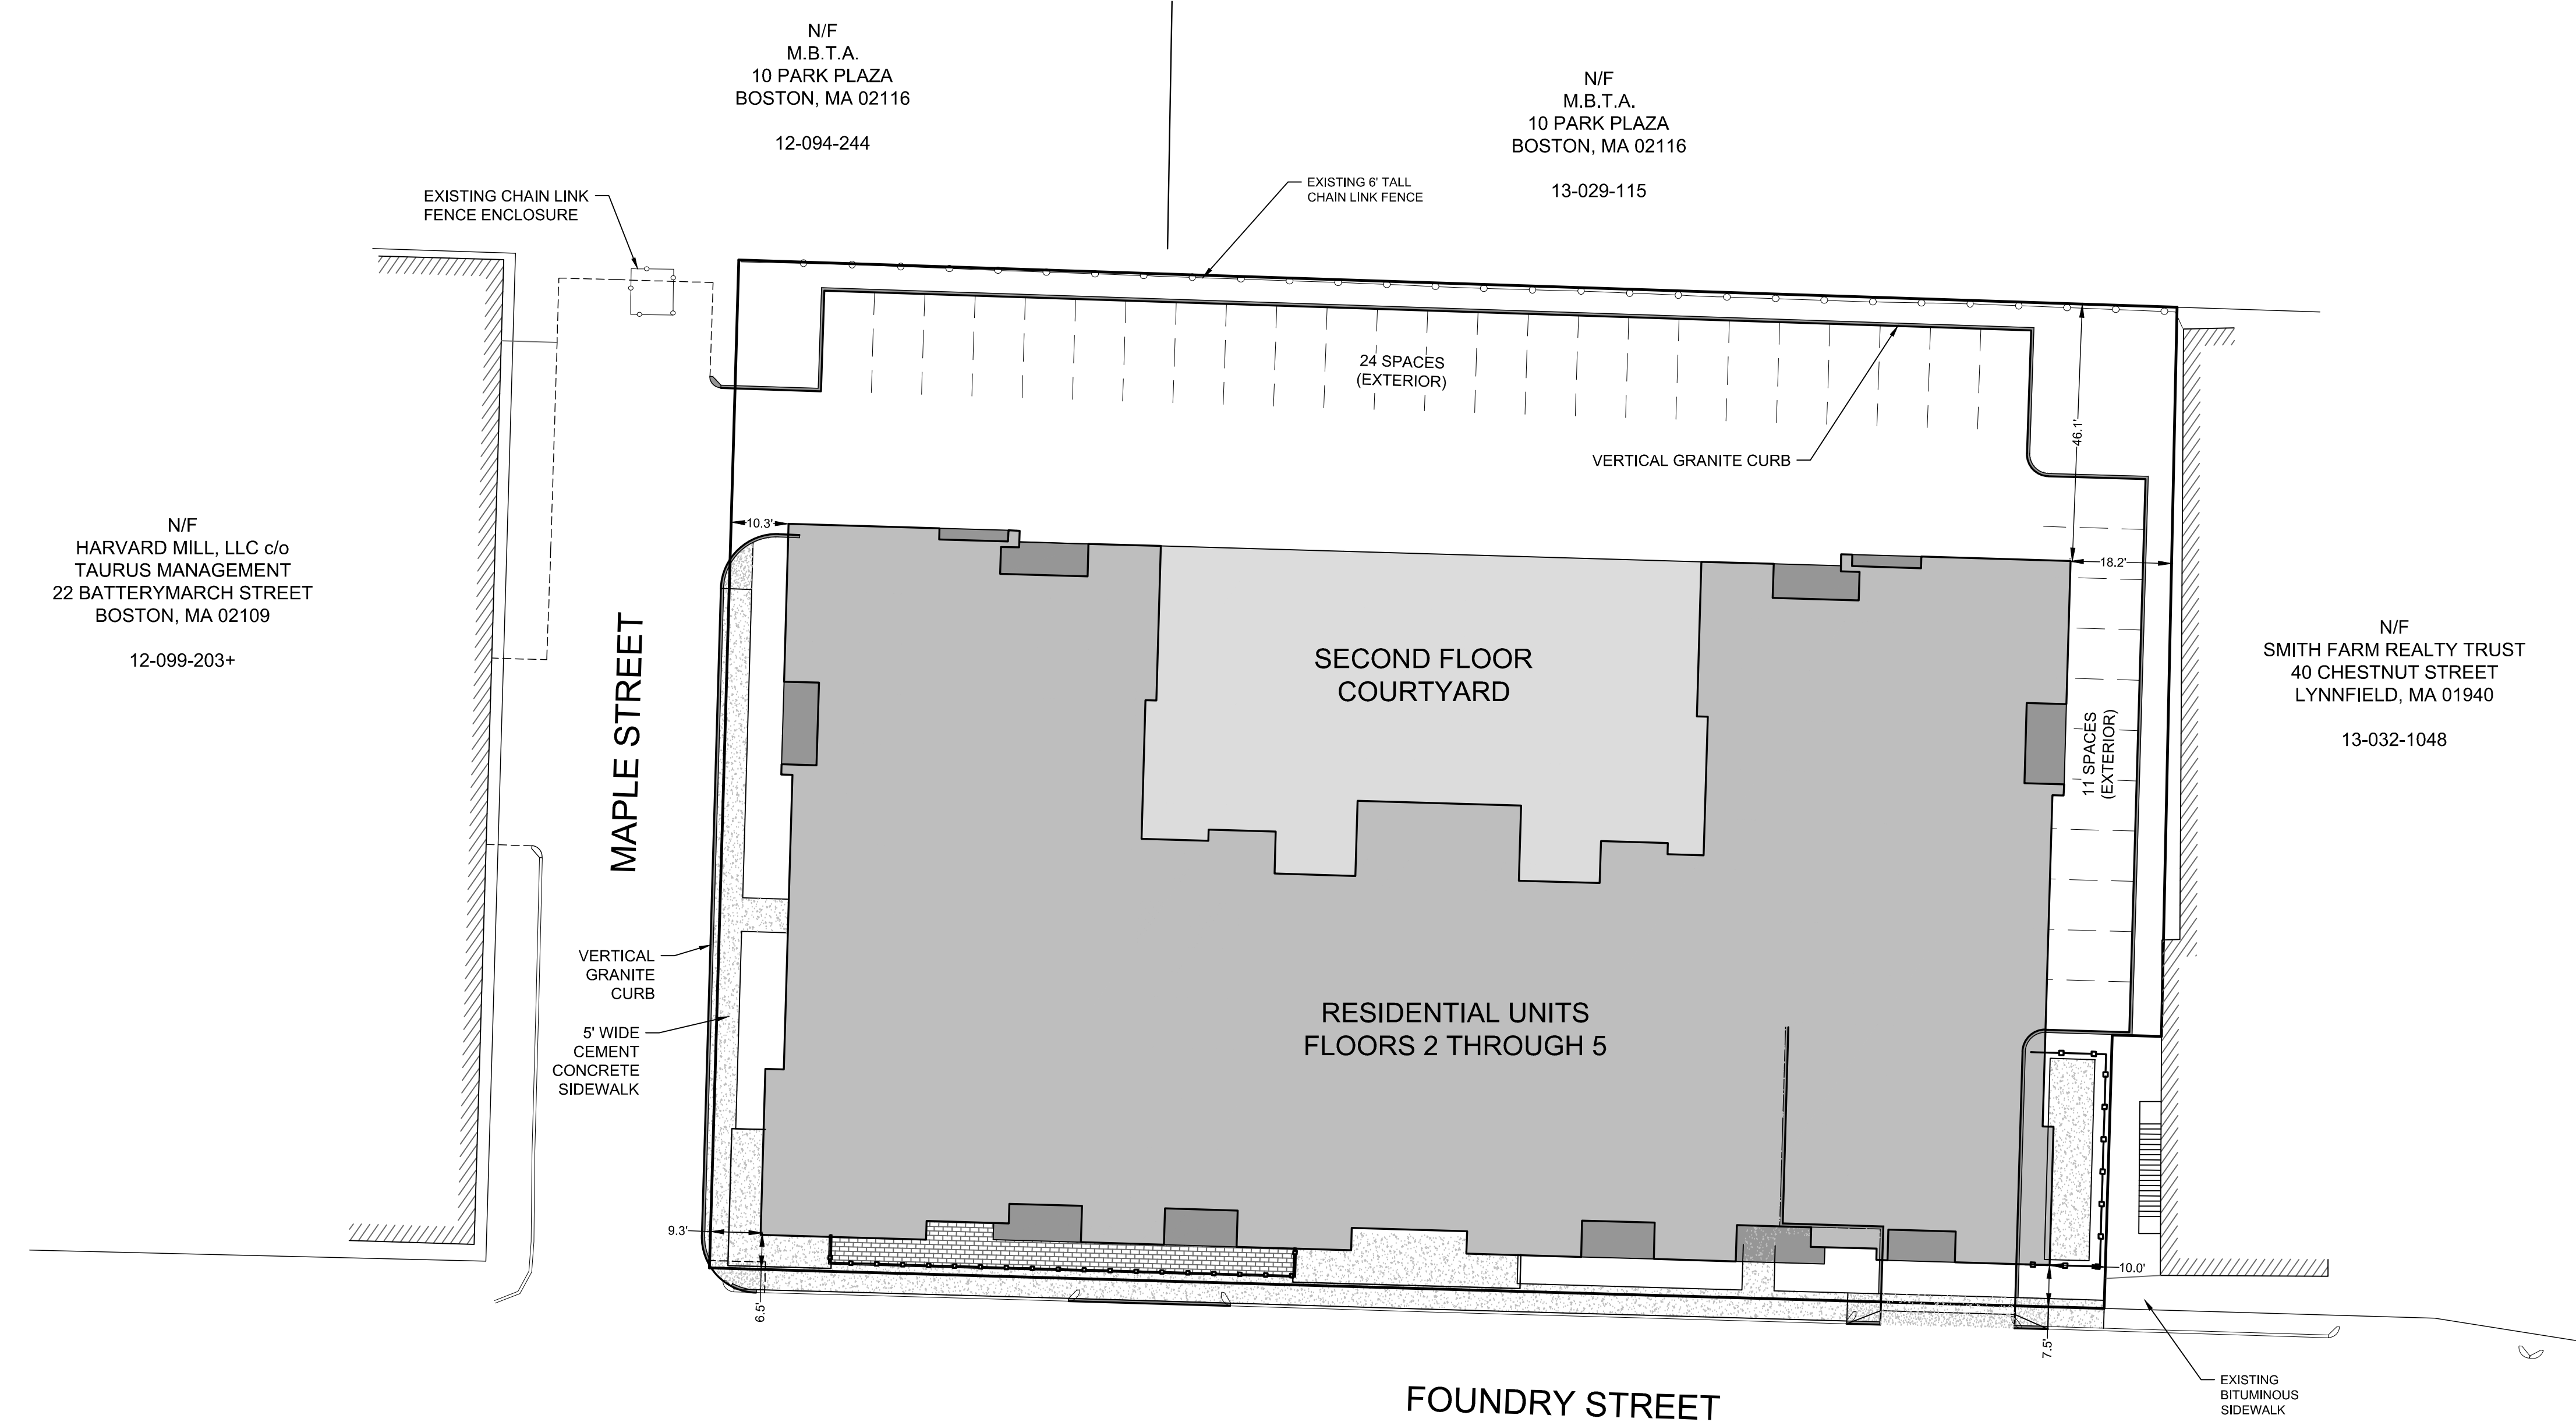 N/F
M.B.T.A.
10 PARK PLAZA
BOSTON, MA 02116
12-094-244
N/F
M.B.T.A.
10 PARK PLAZA
BOSTON, MA 02116
13-029-115
EXISTING CHAIN LINK
FENCE ENCLOSURE
EXISTING 6' TALL
CHAIN LINK FENCE
24 SPACES
(EXTERIOR)
46.1'
VERTICAL GRANITE CURB
N/F
HARVARD MILL, LLC c/o
TAURUS MANAGEMENT
22 BATTERYMARCH STREET
BOSTON, MA 02109
12-099-203+
10.3'
18.2'
MAPLE STREET
SECOND FLOOR
COURTYARD
N/F
SMITH FARM REALTY TRUST
40 CHESTNUT STREET
LYNNFIELD, MA 01940
13-032-1048
11 SPACES
(EXTERIOR)
VERTICAL
GRANITE
CURB
5' WIDE
CEMENT
CONCRETE
SIDEWALK
RESIDENTIAL UNITS
FLOORS 2 THROUGH 5
9.3'
6.5'
10.0'
7.5'
FOUNDRY STREET
EXISTING
BITUMINOUS
SIDEWALK